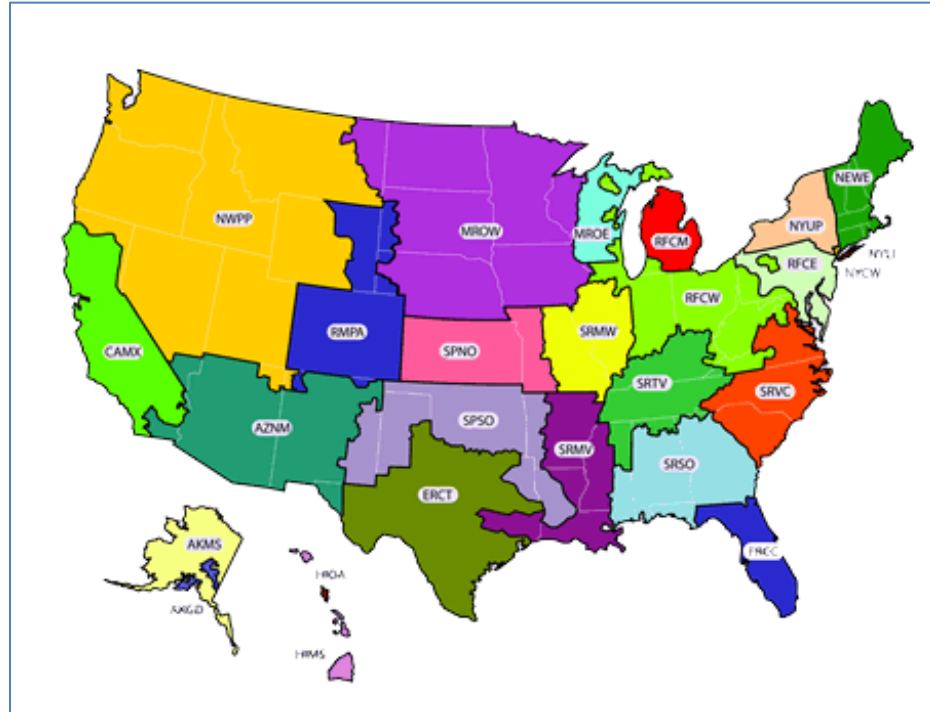 NEWE
NWPP
MROW
MROE
RFCM
NYUP
NYLI
RFCE
NYCW
RFCW
RMPA
SRMW
CAMX
SPNO
SRTV
SRVC
AZNM
SPSO
SRMV
SRSO
ERCT
AKMS
FRCC
HIOA
AKGD
HIMS